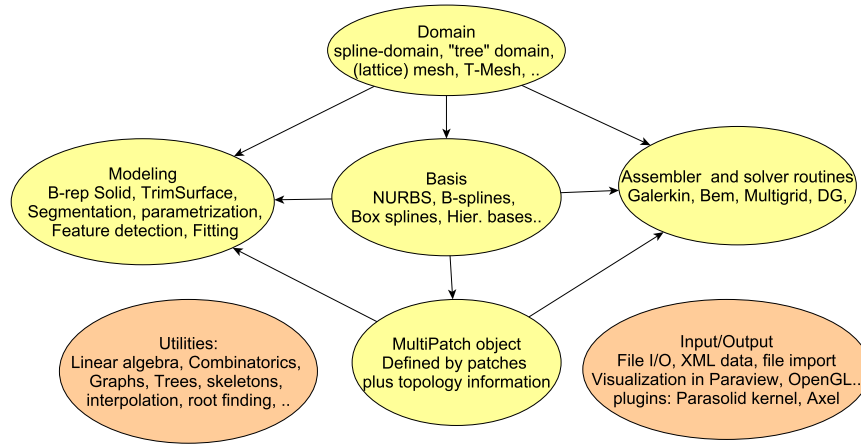 Domain
spline-domain, "tree" domain,
(lattice) mesh, T-Mesh, ..
Modeling
B-rep Solid, TrimSurface,
Segmentation, parametrization,
Feature detection, Fitting
Basis
NURBS, B-splines,
Box splines, Hier. bases..
Assembler and solver routines
Galerkin, Bem, Multigrid, DG,
Utilities:
Linear algebra, Combinatorics,
Graphs, Trees, skeletons,
interpolation, root finding, ..
MultiPatch object
Defined by patches
plus topology information
Input/Output
File I/O, XML data, file import
Visualization in Paraview, OpenGL..
plugins: Parasolid kernel, Axel